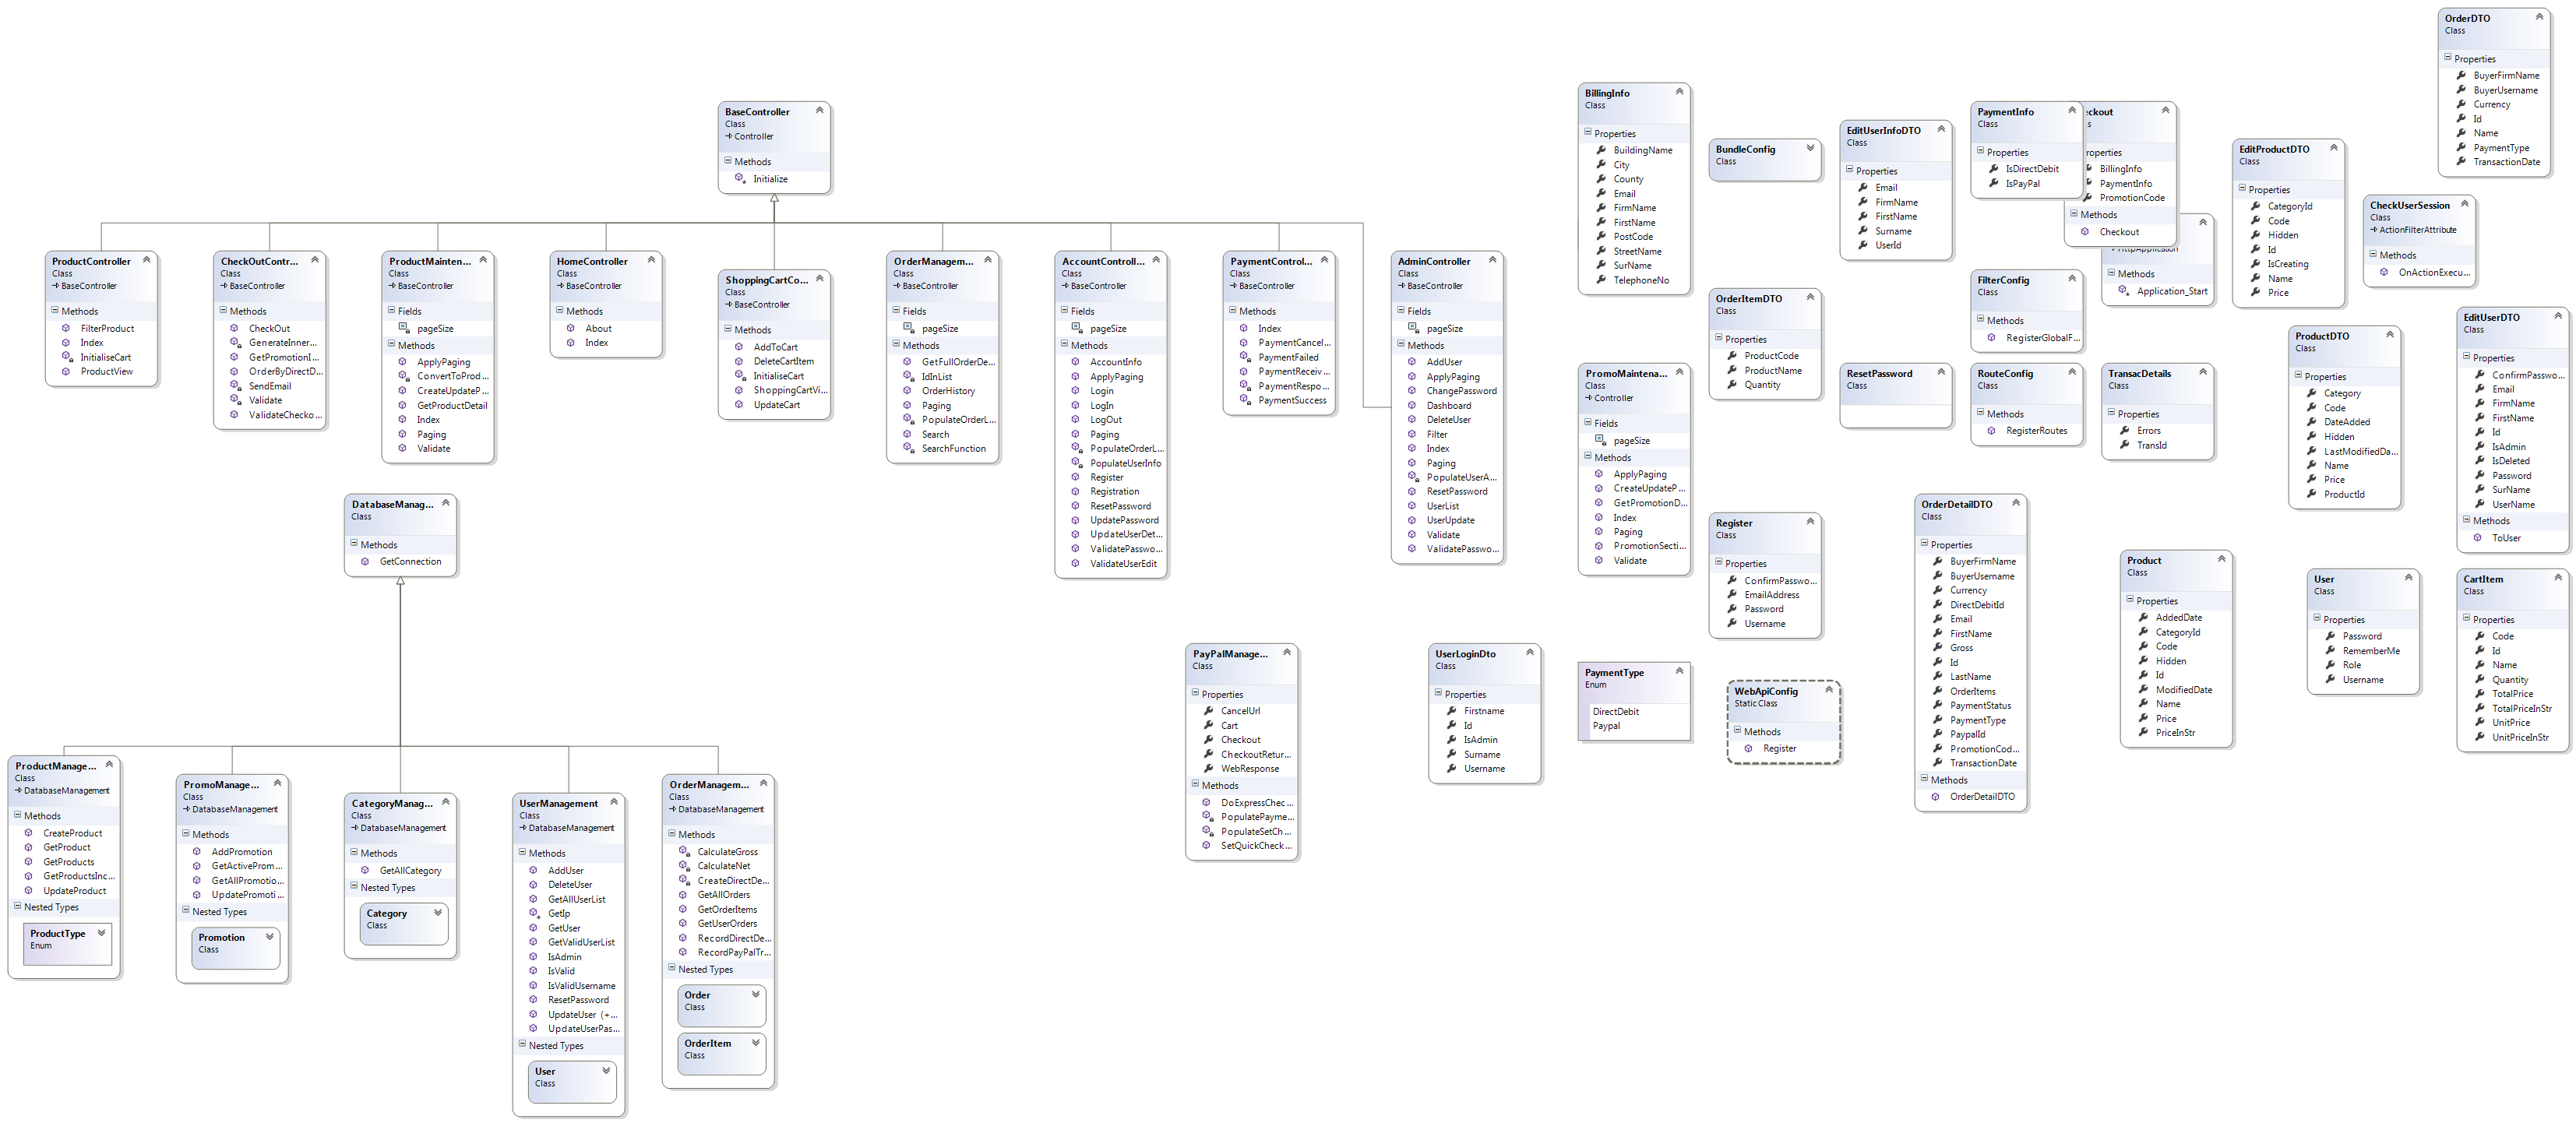 BaseController
Class
Controller
Methods
Initialize
ProductController
Class
BaseController
Methods
FilterProduct
Index
InitialiseCart
ProductView
CheckOutContr...
Class
BaseController
Methods
CheckOut
GenerateInner...
GetPromotionI...
OrderByDirectD...
SendEmail
Validate
ValidateChecko...
ProductMainten...
Class
BaseController
Fields
pageSize
Methods
ApplyPaging
ConvertToProd...
CreateUpdateP...
GetProductDetail
Index
Paging
Validate
HomeController
Class
BaseController
Methods
About
Index
ShoppingCartCo...
Class
BaseController
Methods
AddToCart
DeleteCartItem
InitialiseCart
ShoppingCartVi...
UpdateCart
OrderManagem...
Class
BaseController
Fields
pageSize
Methods
GetFullOrderDe...
IdInList
OrderHistory
Paging
PopulateOrderL...
Search
SearchFunction
AccountControll...
Class
BaseController
Fields
pageSize
Methods
AccountInfo
ApplyPaging
Login
LogIn
LogOut
Paging
PopulateOrderL...
PopulateUserInfo
Register
Registration
ResetPassword
UpdatePassword
UpdateUserDet...
ValidatePasswo...
ValidateUserEdit
PaymentControl...
Class
BaseController
Methods
Index
PaymentCancel...
PaymentFailed
PaymentReceiv...
PaymentRespo...
PaymentSuccess
AdminController
Class
BaseController
Fields
pageSize
Methods
AddUser
ApplyPaging
ChangePassword
Dashboard
DeleteUser
Filter
Index
Paging
PopulateUserA...
ResetPassword
UserList
UserUpdate
Validate
ValidatePasswo...
DatabaseManag...
Class
Methods
GetConnection
ProductManage...
Class
DatabaseManagement
Methods
CreateProduct
GetProduct
GetProducts
GetProductsInc...
UpdateProduct
Nested Types
ProductType
Enum
PromoManage...
Class
DatabaseManagement
Methods
AddPromotion
GetActiveProm...
GetAllPromotio...
UpdatePromoti...
Nested Types
Promotion
Class
CategoryManag...
Class
DatabaseManagement
Methods
GetAllCategory
Nested Types
Category
Class
UserManagement
Class
DatabaseManagement
Methods
AddUser
DeleteUser
GetAllUserList
GetIp
GetUser
GetValidUserList
IsAdmin
IsValid
IsValidUsername
ResetPassword
UpdateUser (+...
UpdateUserPas...
Nested Types
User
Class
OrderManagem...
Class
DatabaseManagement
Methods
CalculateGross
CalculateNet
CreateDirectDe...
GetAllOrders
GetOrderItems
GetUserOrders
RecordDirectDe...
RecordPayPalTr...
Nested Types
Order
Class
OrderItem
Class
PayPalManage...
Class
Properties
CancelUrl
Cart
Checkout
CheckoutRetur...
WebResponse
Methods
DoExpressChec...
PopulatePayme...
PopulateSetCh...
SetQuickCheck...
UserLoginDto
Class
Properties
Firstname
Id
IsAdmin
Surname
Username
BillingInfo
Class
Properties
BuildingName
City
County
Email
FirmName
FirstName
PostCode
StreetName
SurName
TelephoneNo
PromoMaintena...
Class
Controller
Fields
pageSize
Methods
ApplyPaging
CreateUpdateP...
GetPromotionD...
Index
Paging
PromotionSecti...
Validate
PaymentType
Enum
DirectDebit
Paypal
BundleConfig
Class
OrderItemDTO
Class
Properties
ProductCode
ProductName
Quantity
Register
Class
Properties
ConfirmPasswo...
EmailAddress
Password
Username
WebApiConfig
Static Class
Methods
Register
EditUserInfoDTO
Class
Properties
Email
FirmName
FirstName
Surname
UserId
ResetPassword
Class
PaymentInfo
Class
Properties
IsDirectDebit
IsPayPal
eckout
s
roperties
BillingInfo
PaymentInfo
PromotionCode
Methods
Checkout
HttpApplication
Methods
Application_Start
FilterConfig
Class
Methods
RegisterGlobalF...
RouteConfig
Class
Methods
RegisterRoutes
TransacDetails
Class
Properties
Errors
TransId
OrderDetailDTO
Class
Properties
BuyerFirmName
BuyerUsername
Currency
DirectDebitId
Email
FirstName
Gross
Id
LastName
OrderItems
PaymentStatus
PaymentType
PaypalId
PromotionCod...
TransactionDate
Methods
OrderDetailDTO
EditProductDTO
Class
Properties
CategoryId
Code
Hidden
Id
IsCreating
Name
Price
Product
Class
Properties
AddedDate
CategoryId
Code
Hidden
Id
ModifiedDate
Name
Price
PriceInStr
ProductDTO
Class
Properties
Category
Code
DateAdded
Hidden
LastModifiedDa...
Name
Price
ProductId
User
Class
Properties
Password
RememberMe
Role
Username
CheckUserSession
Class
ActionFilterAttribute
Methods
OnActionExecu...
OrderDTO
Class
Properties
BuyerFirmName
BuyerUsername
Currency
Id
Name
PaymentType
TransactionDate
EditUserDTO
Class
Properties
ConfirmPasswo...
Email
FirmName
FirstName
Id
IsAdmin
IsDeleted
Password
SurName
UserName
Methods
ToUser
CartItem
Class
Properties
Code
Id
Name
Quantity
TotalPrice
TotalPriceInStr
UnitPrice
UnitPriceInStr